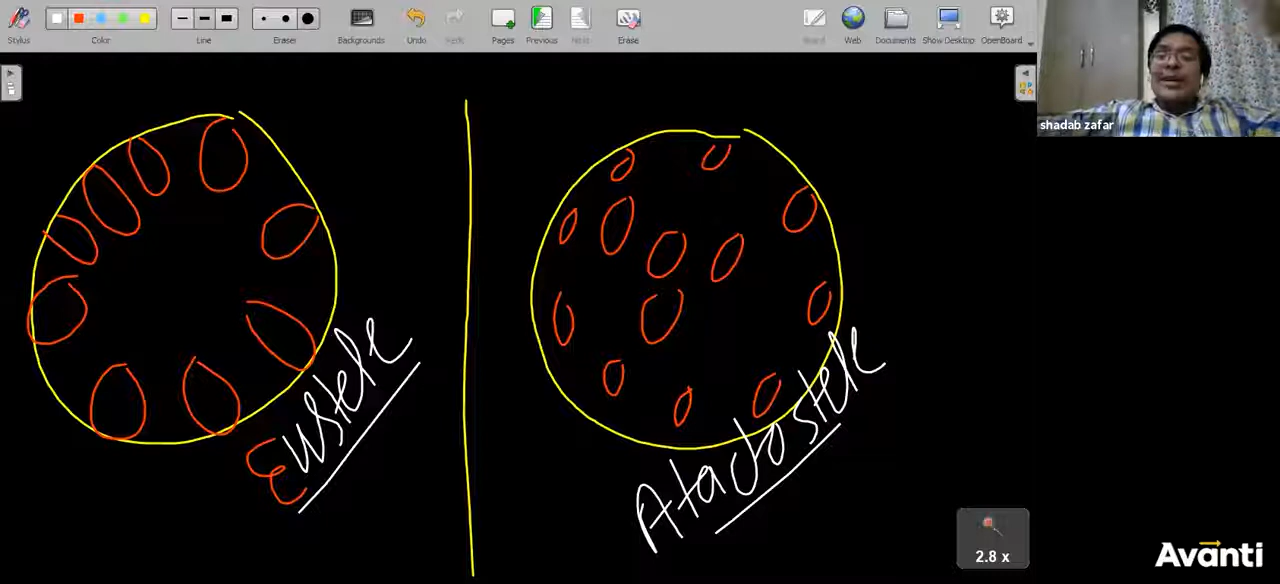 Stylus Color Line Eraser Backgrounds Undo Redo Pages Previous Next Erase Board Web Documents Show Desktop OpenBoard
shadab zafar
Eustele
Atactostele
2.8 x
Avanti